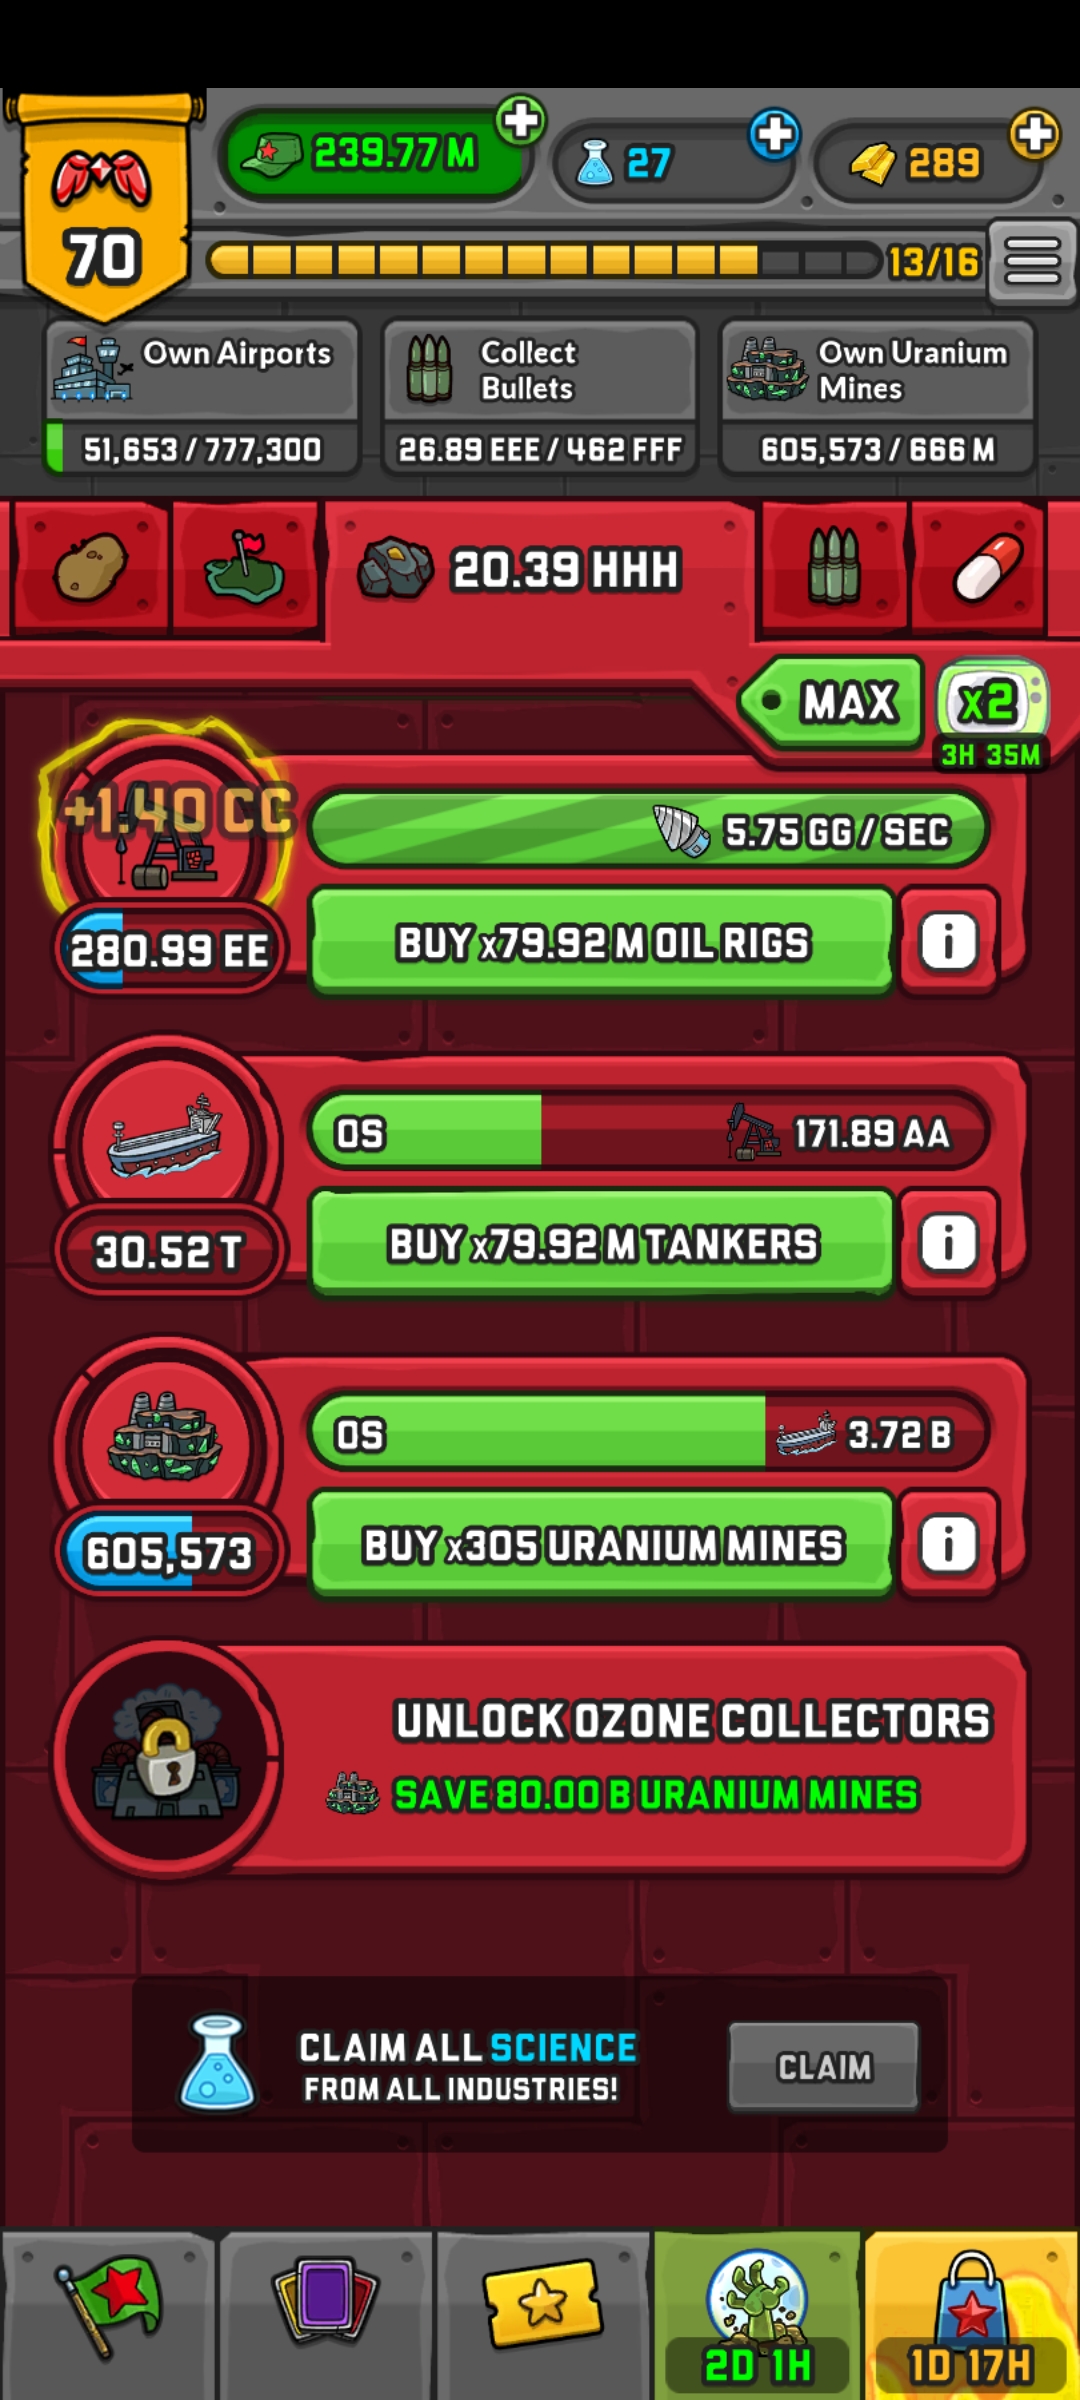 239.77 M
27
289
70
13/16
Own Airports
51,653 / 777,300
Collect
Bullets
26.89 EEE / 462 FFF
Own Uranium
Mines
605,573 / 666 M
20.39 HHH
MAX
x2
3H 35M
+1.40 CC
5.75 GG / SEC
280.99 EE
BUY x79.92 M OIL RIGS
i
0S
171.89 AA
30.52 T
BUY x79.92 M TANKERS
i
0S
3.72 B
605,573
BUY x305 URANIUM MINES
i
UNLOCK OZONE COLLECTORS
SAVE 80.00 B URANIUM MINES
CLAIM ALL SCIENCE
FROM ALL INDUSTRIES!
CLAIM
2D 1H
1D 17H